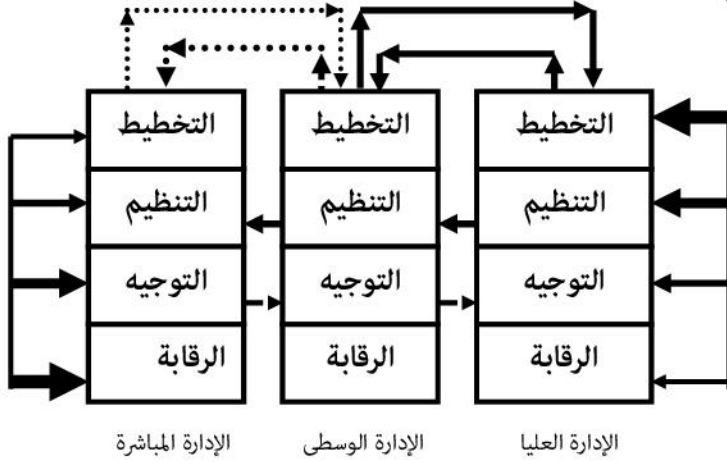 التخطيط
التخطيط
التخطيط
التنظيم
التنظيم
التنظيم
التوجيه
التوجيه
التوجيه
الرقابة
الرقابة
الرقابة
الإدارة العليا
الإدارة الوسطى
الإدارة المباشرة